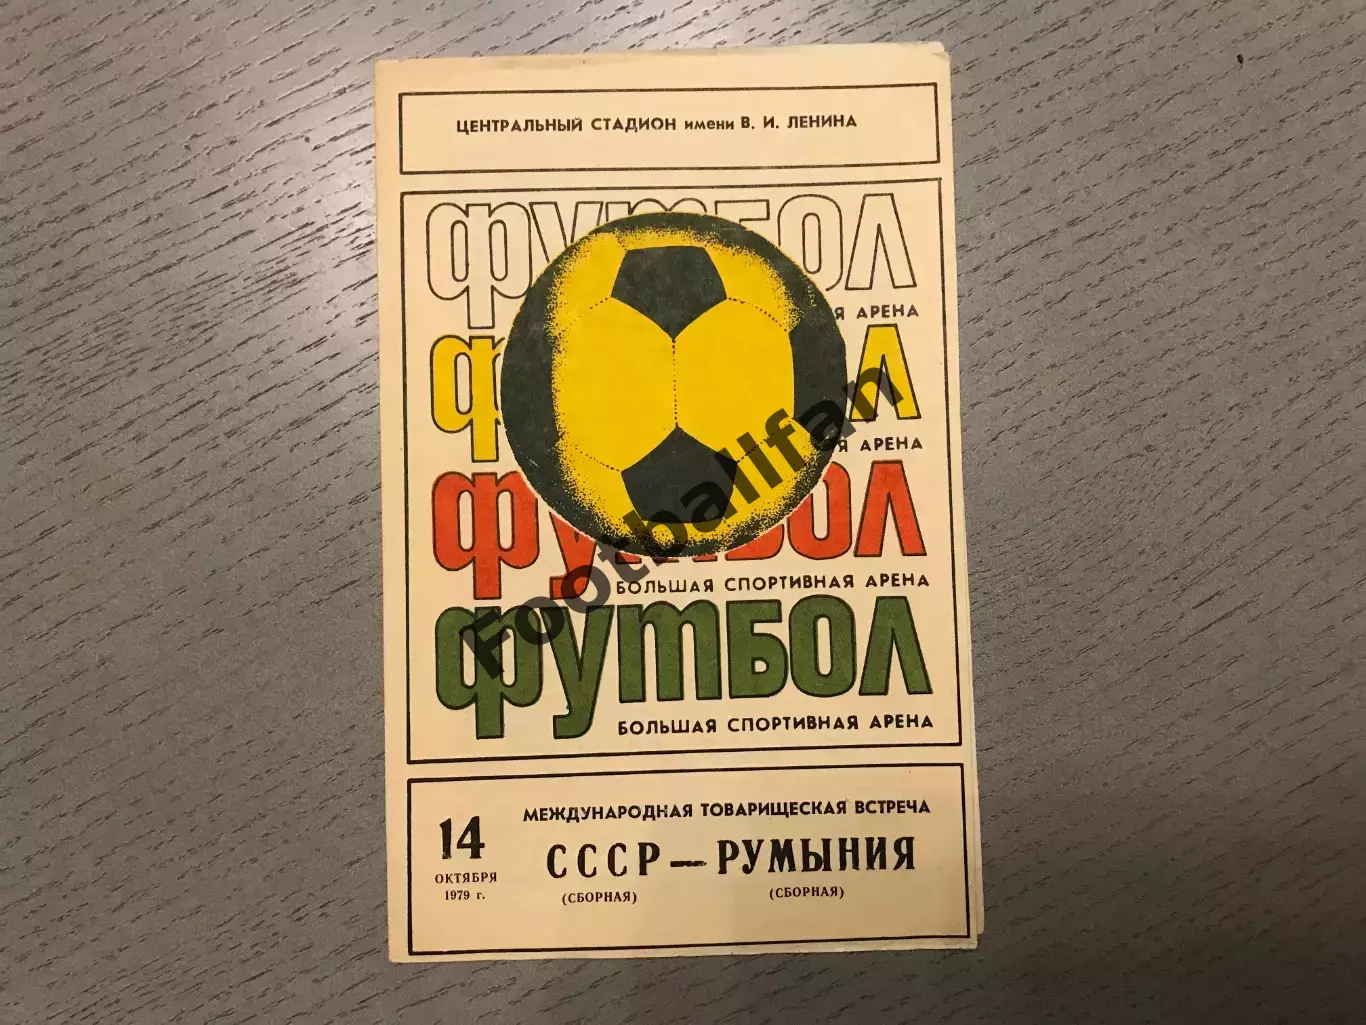 ЦЕНТРАЛЬНЫЙ СТАДИОН имени В. И. ЛЕНИНА
ФУТБОЛ
Я АРЕНА
Л
Я АРЕНА
ФУТБОЛ
БОЛЬШАЯ СПОРТИВНАЯ АРЕНА
ФУТБОЛ
БОЛЬШАЯ СПОРТИВНАЯ АРЕНА
Footballfan
14
ОКТЯБРЯ
1979 г.
МЕЖДУНАРОДНАЯ ТОВАРИЩЕСКАЯ ВСТРЕЧА
СССР — РУМЫНИЯ
(СБОРНАЯ) (СБОРНАЯ)